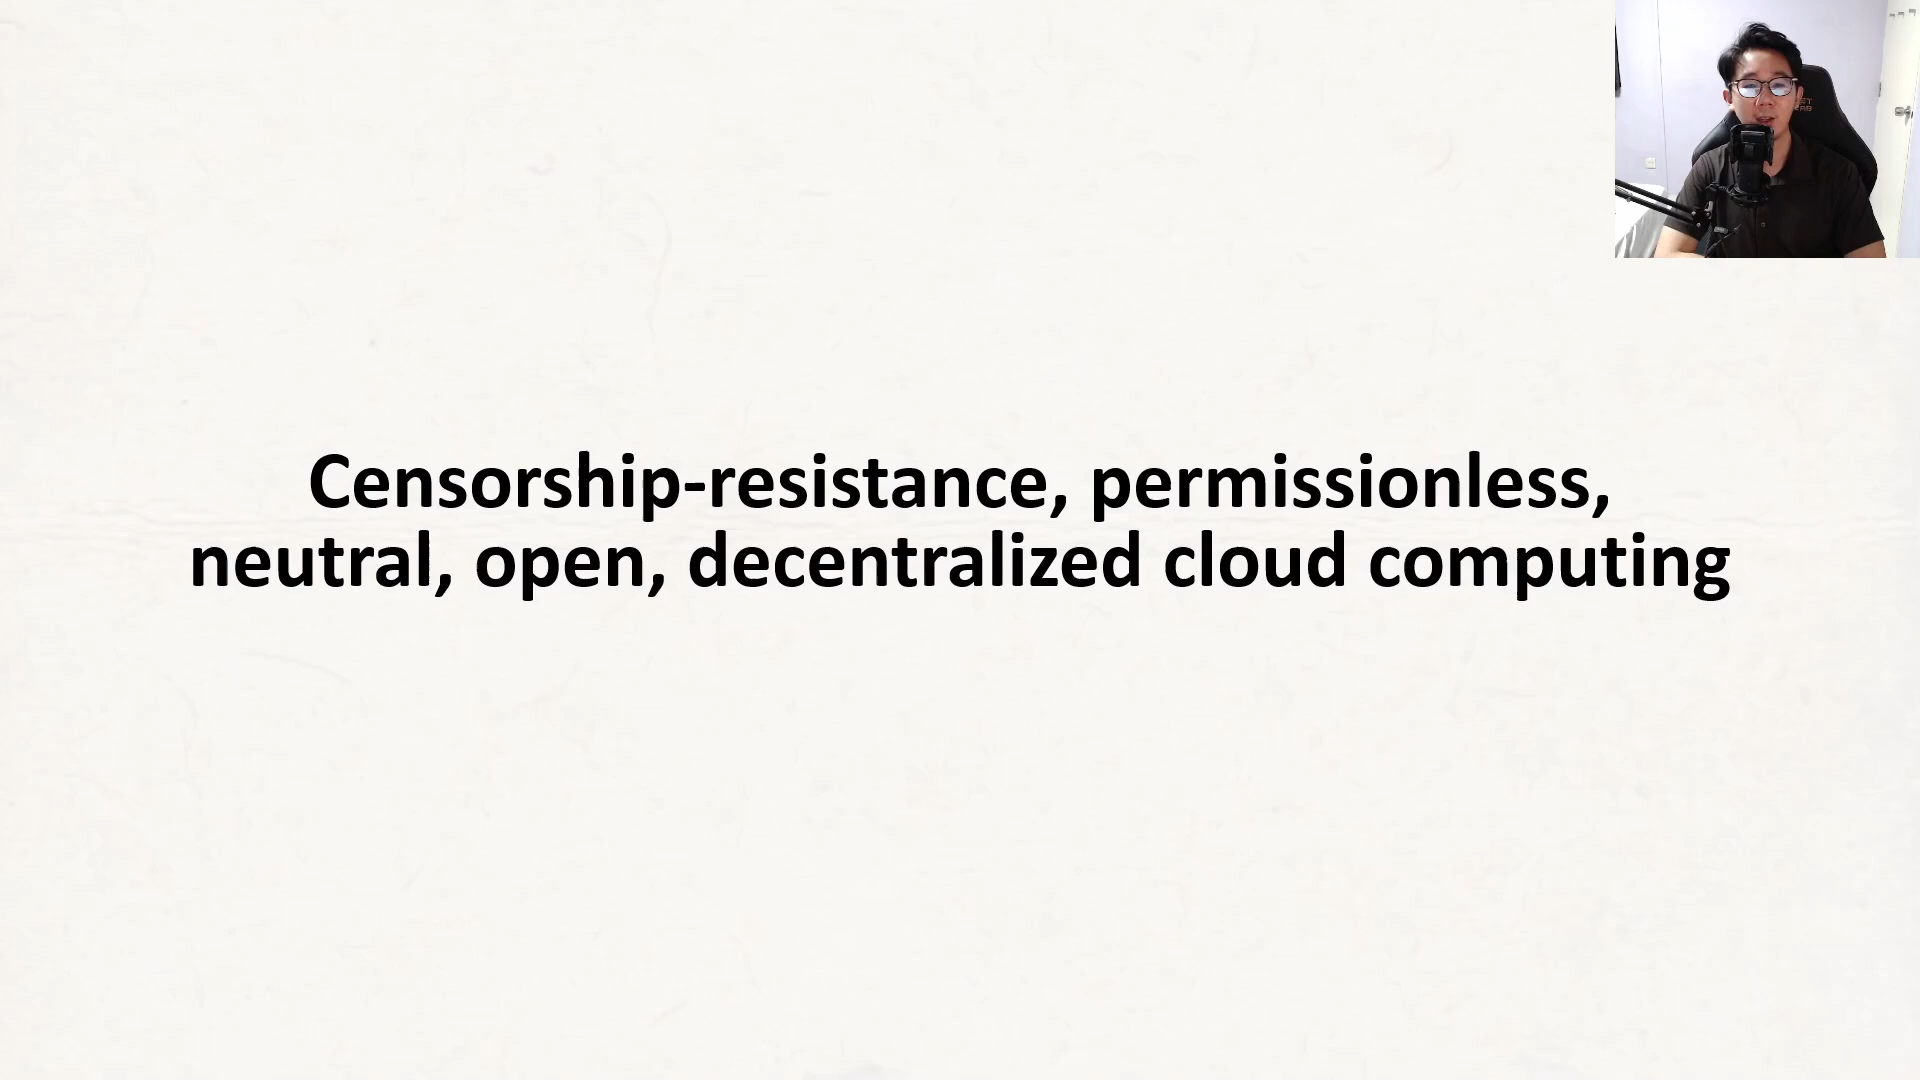 Censorship-resistance, permissionless,
neutral, open, decentralized cloud computing